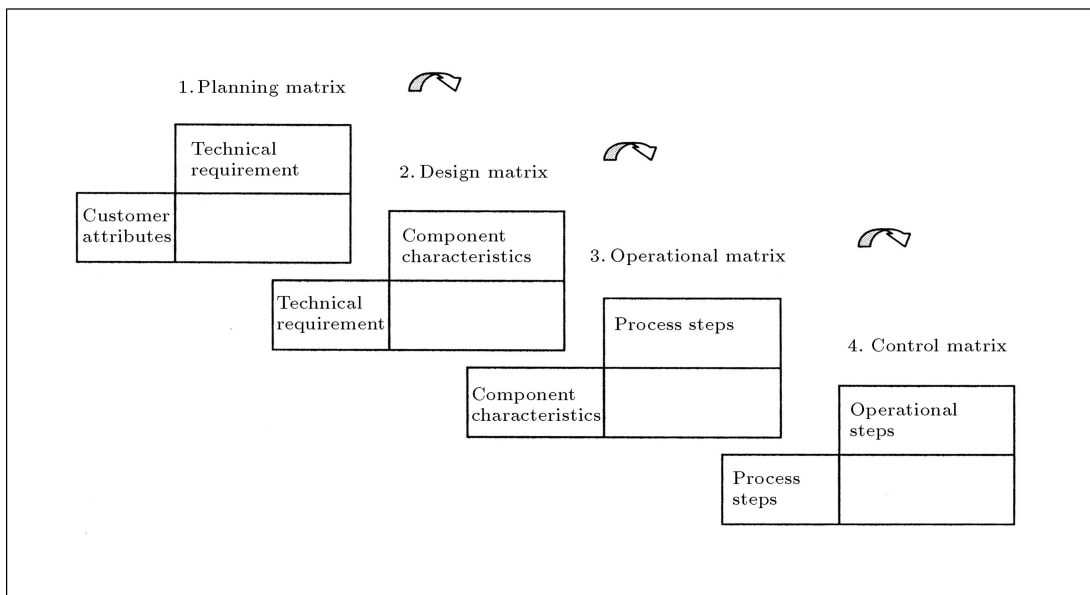 1. Planning matrix
Technical
requirement
Customer
attributes
2. Design matrix
Component
characteristics
Technical
requirement
3. Operational matrix
Process steps
Component
characteristics
4. Control matrix
Operational
steps
Process
steps